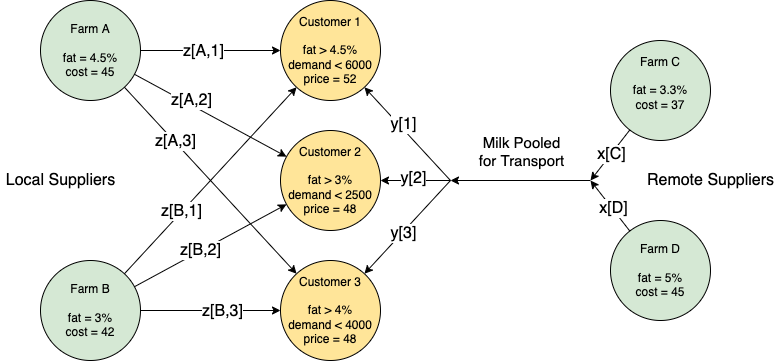 Farm A
fat = 4.5%
cost = 45
Customer 1
fat > 4.5%
demand < 6000
price = 52
Farm C
fat = 3.3%
cost = 37
z[A,1]
z[A,2]
z[A,3]
y[1]
Milk Pooled
for Transport
x[C]
Local Suppliers
Customer 2
fat > 3%
demand < 2500
price = 48
y[2]
Remote Suppliers
z[B,1]
z[B,2]
z[B,3]
y[3]
x[D]
Farm B
fat = 3%
cost = 42
Customer 3
fat > 4%
demand < 4000
price = 48
Farm D
fat = 5%
cost = 45